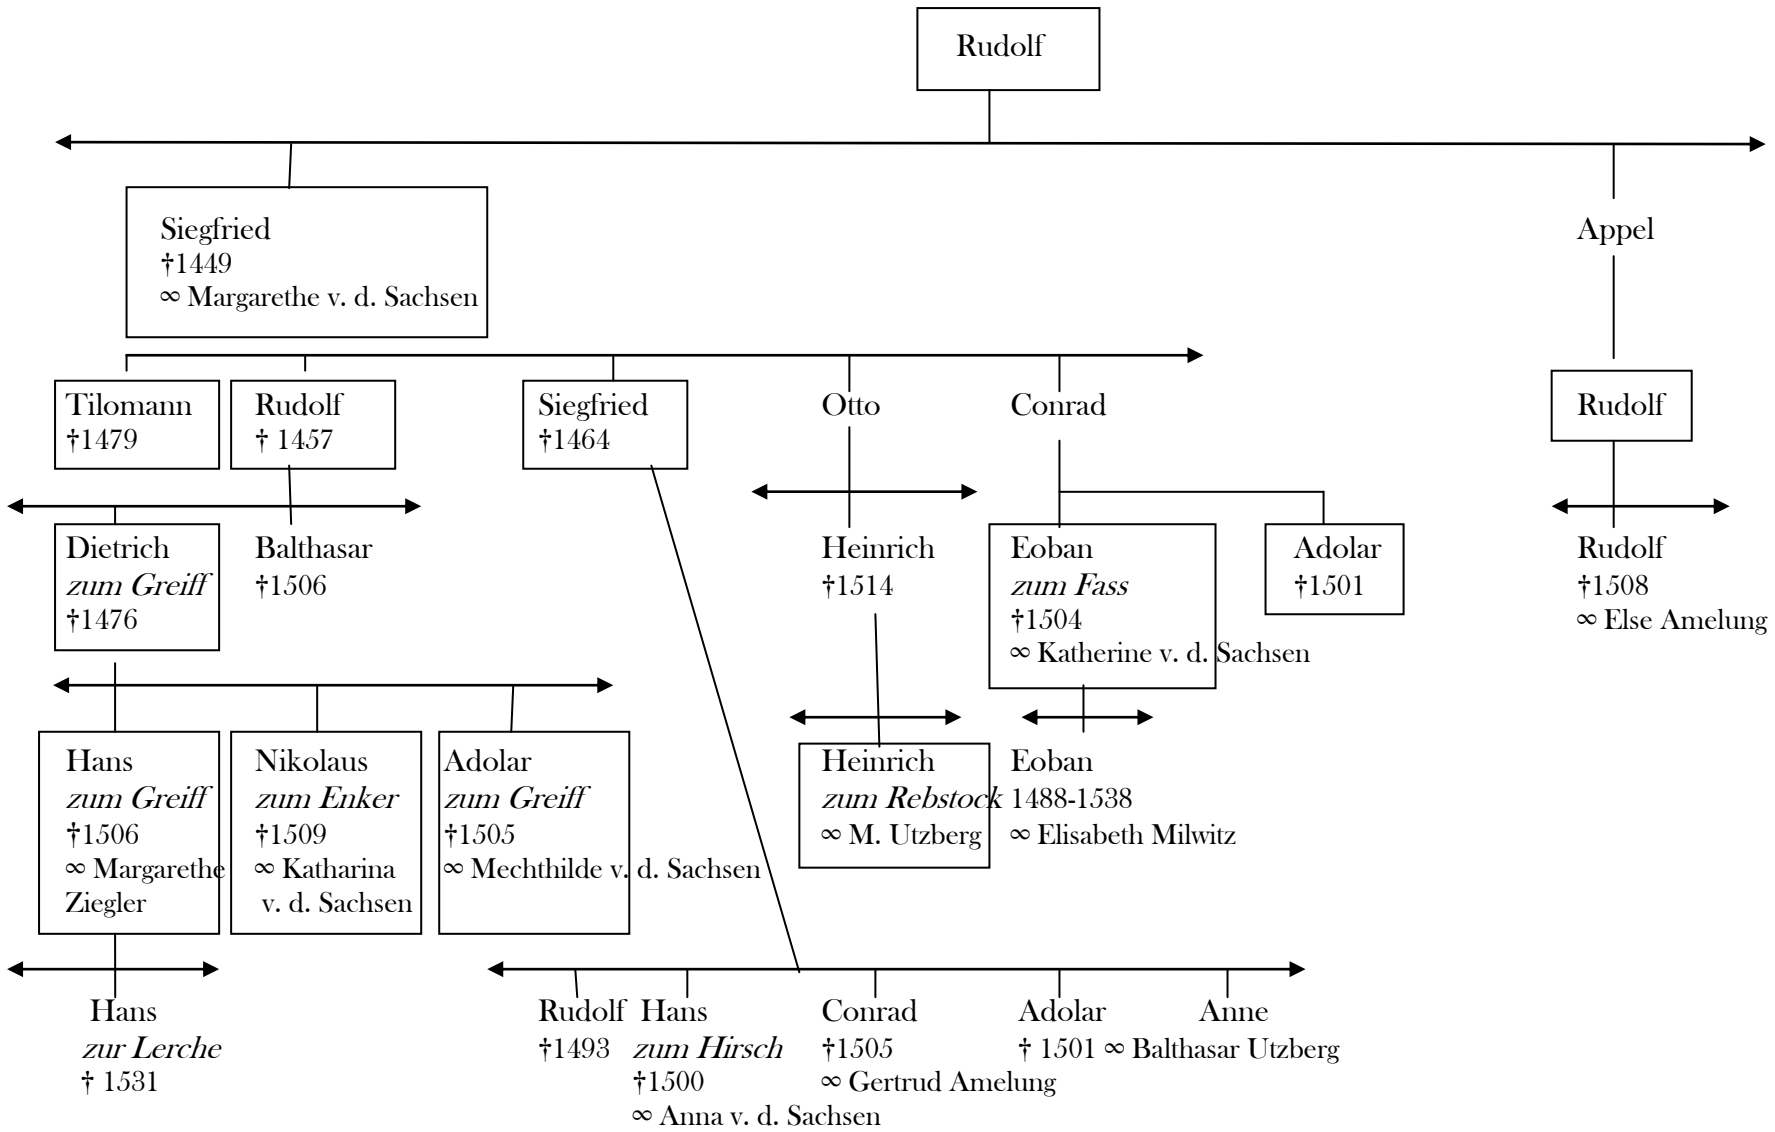 Rudolf
Siegfried
†1449
∞ Margarethe v. d. Sachsen
Appel
Tilomann
†1479
Rudolf
† 1457
Siegfried
†1464
Otto
Conrad
Rudolf
Dietrich
zum Greiff
†1476
Balthasar
†1506
Heinrich
†1514
Eoban
zum Fass
†1504
∞ Katherine v. d. Sachsen
Adolar
†1501
Rudolf
†1508
∞ Else Amelung
Hans
zum Greiff
†1506
∞ Margarethe
Ziegler
Nikolaus
zum Enker
†1509
∞ Katharina
v. d. Sachsen
Adolar
zum Greiff
†1505
∞ Mechthilde v. d. Sachsen
Heinrich
zum Rebstock
∞ M. Utzberg
Eoban
1488-1538
∞ Elisabeth Milwitz
Hans
zur Lerche
† 1531
Rudolf
†1493
Hans
zum Hirsch
†1500
∞ Anna v. d. Sachsen
Conrad
†1505
∞ Gertrud Amelung
Adolar
† 1501
Anne
∞ Balthasar Utzberg